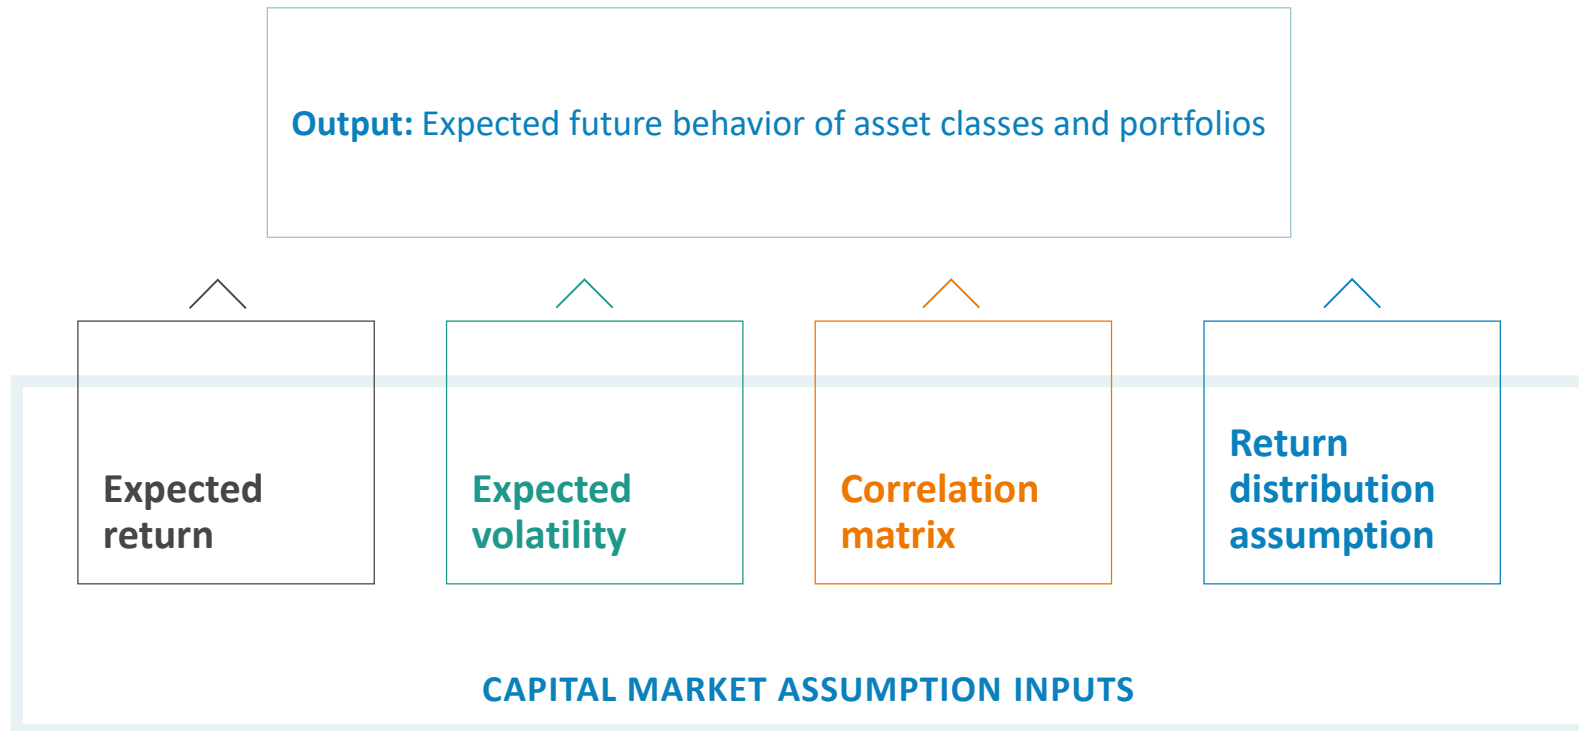 Output: Expected future behavior of asset classes and portfolios
Expected
return
Expected
volatility
Correlation
matrix
Return
distribution
assumption
CAPITAL MARKET ASSUMPTION INPUTS